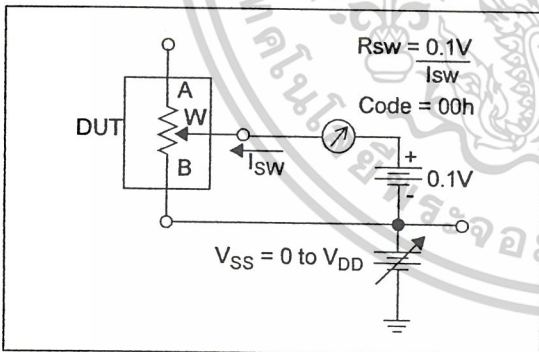 Rsw = 0.1V
Isw
Code = 00h
A
DUT
W
B
ISW
+
0.1V
-
VSS = 0 to VDD